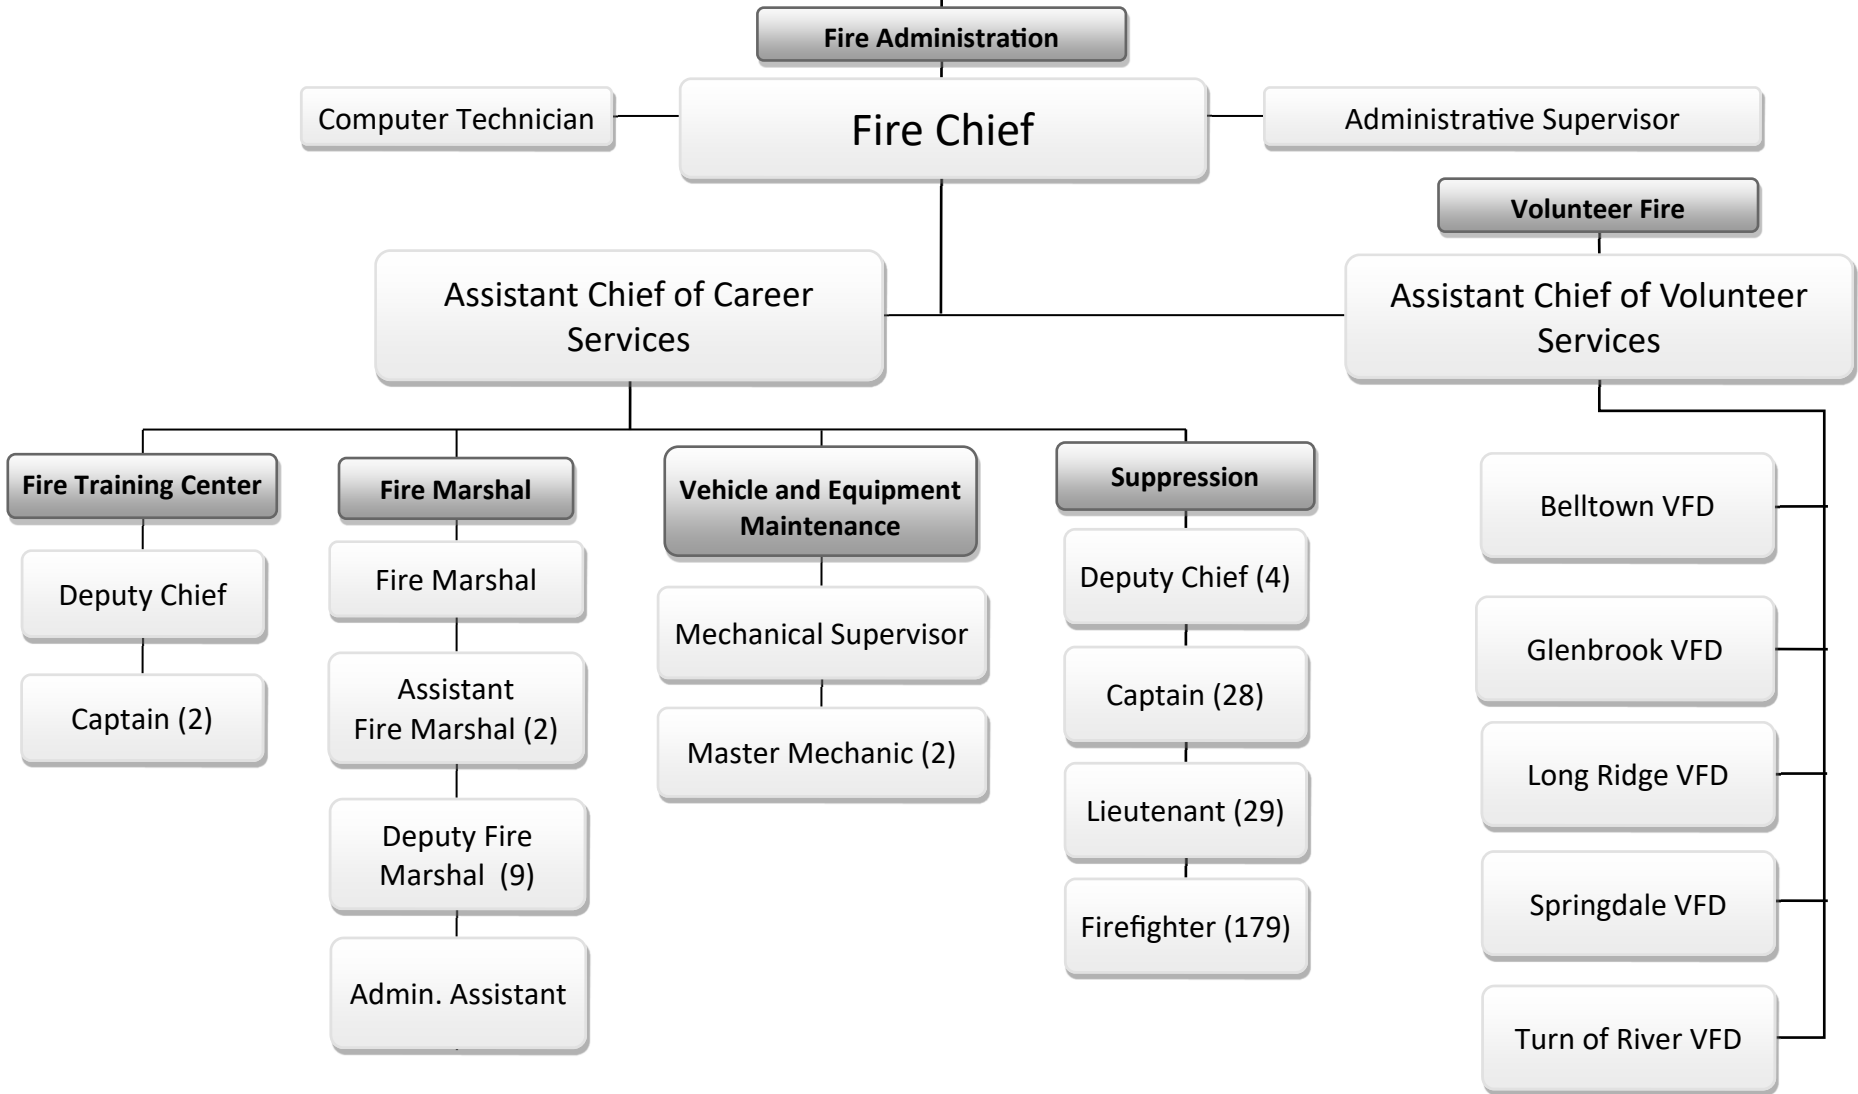 Fire Administration
Computer Technician
Fire Chief
Administrative Supervisor
Volunteer Fire
Assistant Chief of Career
Services
Assistant Chief of Volunteer
Services
Fire Training Center
Deputy Chief
Captain (2)
Fire Marshal
Fire Marshal
Assistant
Fire Marshal (2)
Deputy Fire
Marshal  (9)
Admin. Assistant
Vehicle and Equipment
Maintenance
Mechanical Supervisor
Master Mechanic (2)
Suppression
Deputy Chief (4)
Captain (28)
Lieutenant (29)
Firefighter (179)
Belltown VFD
Glenbrook VFD
Long Ridge VFD
Springdale VFD
Turn of River VFD